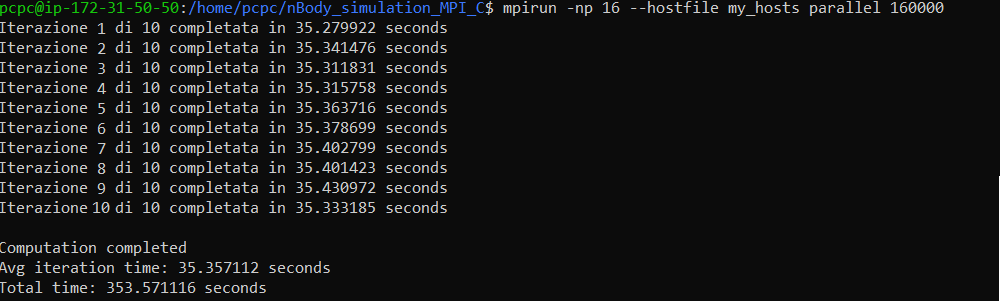 pcpc@ip-172-31-50-50:/home/pcpc/nBody_simulation_MPI_C$ mpirun -np 16 --hostfile my_hosts parallel 160000
Iterazione 1 di 10 completata in 35.279922 seconds
Iterazione 2 di 10 completata in 35.341476 seconds
Iterazione 3 di 10 completata in 35.311831 seconds
Iterazione 4 di 10 completata in 35.315758 seconds
Iterazione 5 di 10 completata in 35.363716 seconds
Iterazione 6 di 10 completata in 35.378699 seconds
Iterazione 7 di 10 completata in 35.402799 seconds
Iterazione 8 di 10 completata in 35.401423 seconds
Iterazione 9 di 10 completata in 35.430972 seconds
Iterazione 10 di 10 completata in 35.333185 seconds
Computation completed
Avg iteration time: 35.357112 seconds
Total time: 353.571116 seconds